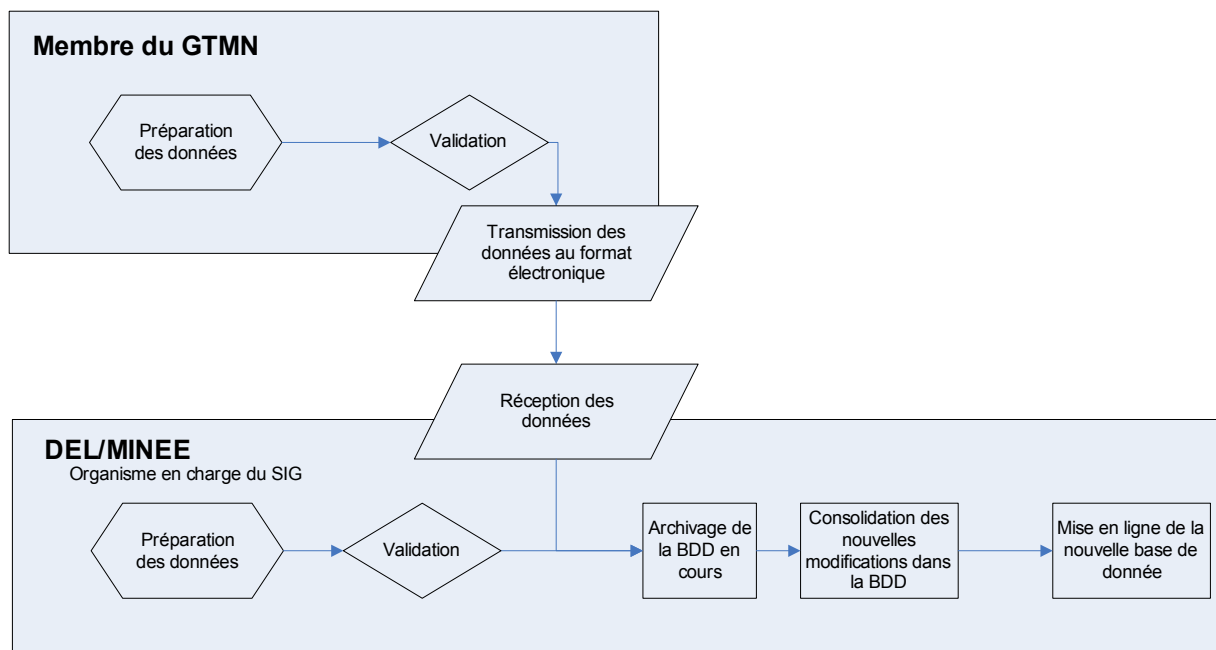 Membre du GTMN
Préparation
des données
Validation
Transmission des
données au format
électronique
Réception des
données
DEL/MINEE
Organisme en charge du SIG
Préparation
des données
Validation
Archivage de
la BDD en
cours
Consolidation des
nouvelles
modifications dans
la BDD
Mise en ligne de la
nouvelle base de
donnée